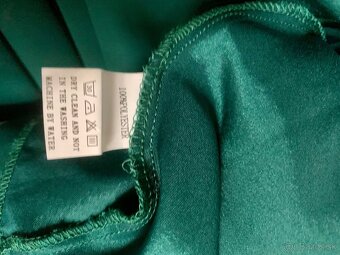 100%POLYESTER
DRY CLEAN AND NOT
IN THE WASHING
MACHINE BY WATER